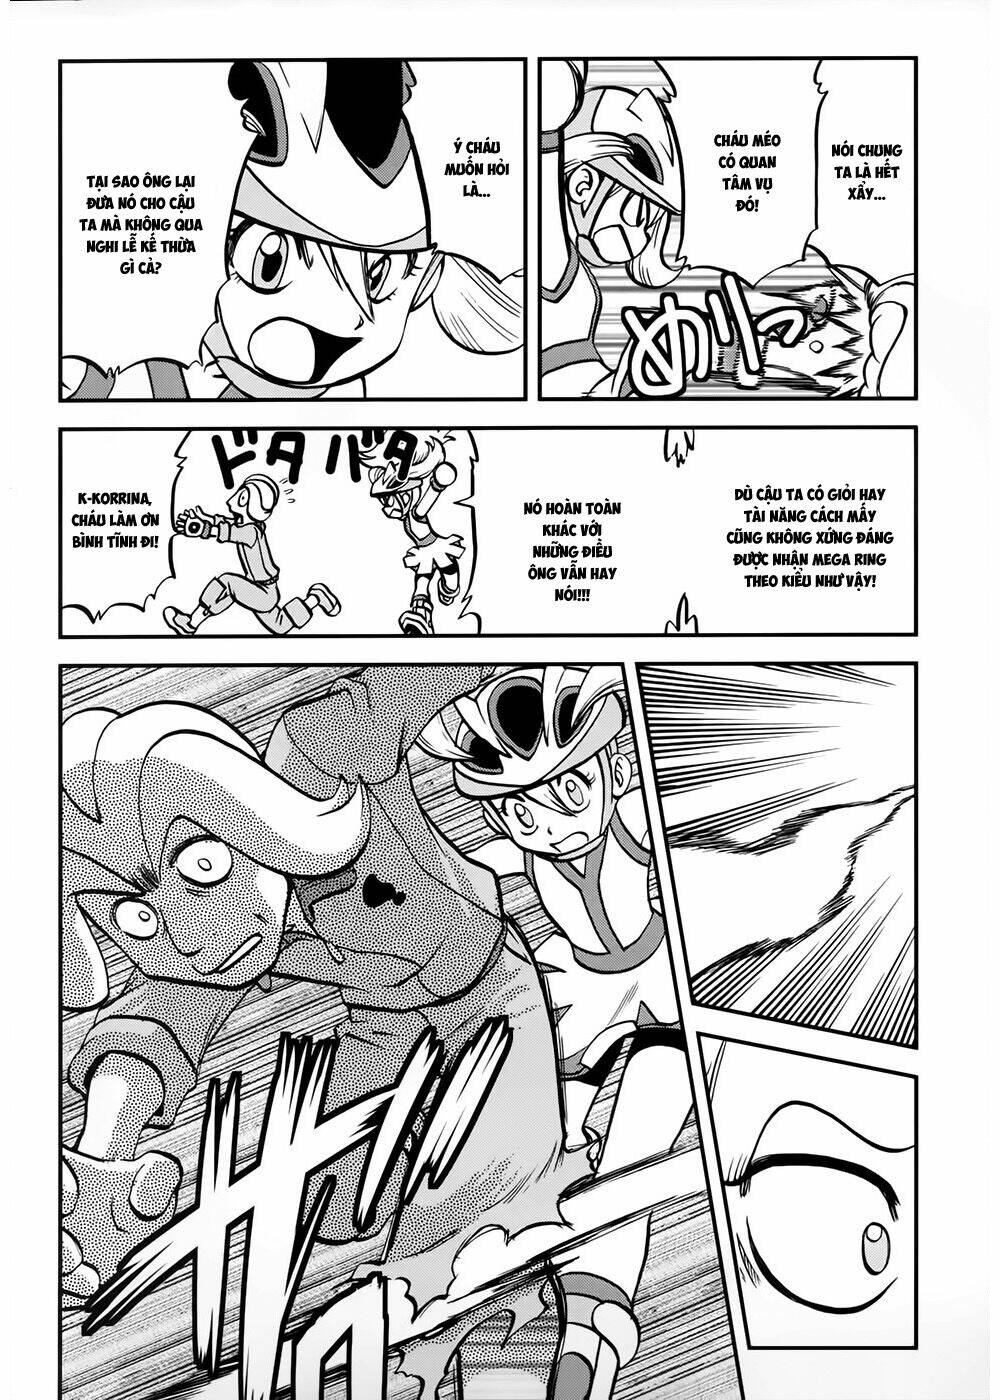 NÓI CHUNG
TA LÀ HẾT
XẨY...
CHÁU MÉO
CÓ QUAN
TÂM VỤ
ĐÓ!
めりっ
Ý CHÁU
MUỐN HỎI
LÀ...
TẠI SAO ÔNG LẠI
ĐƯA NÓ CHO CẬU
TA MÀ KHÔNG QUA
NGHI LỄ KẾ THỪA
GÌ CẢ?
DÙ CẬU TA CÓ GIỎI HAY
TÀI NĂNG CÁCH MẤY
CŨNG KHÔNG XỨNG ĐÁNG
ĐƯỢC NHẬN MEGA RING
THEO KIỂU NHƯ VẬY!
NÓ HOÀN TOÀN
KHÁC VỚI
NHỮNG ĐIỀU
ÔNG VẪN HAY
NÓI!!!
ドタバタ
K-KORRINA,
CHÁU LÀM ƠN
BÌNH TĨNH ĐI!